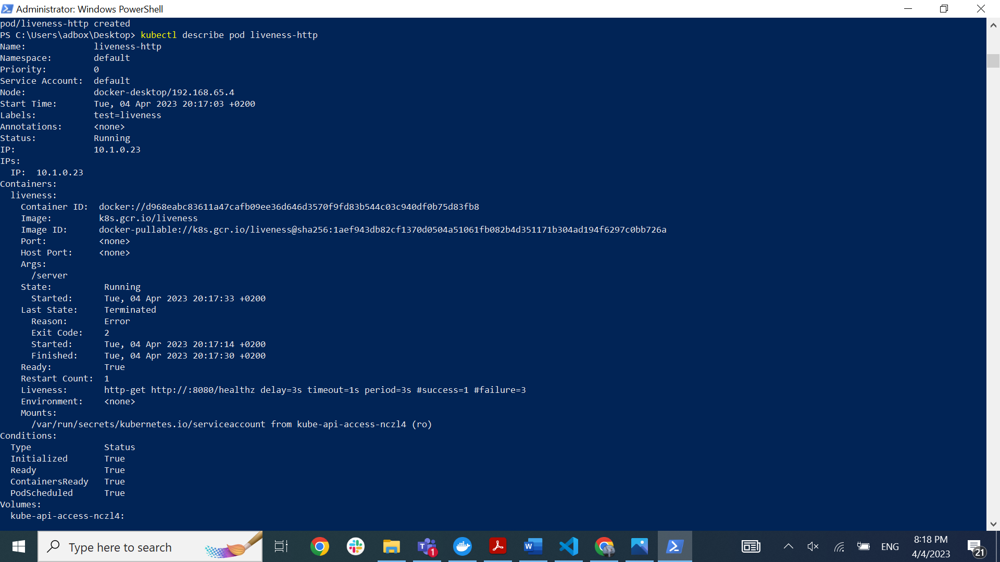 Administrator: Windows PowerShell
pod/liveness-http created
PS C:\Users\adbox\Desktop> kubectl describe pod liveness-http
Name:             liveness-http
Namespace:        default
Priority:         0
Service Account:  default
Node:             docker-desktop/192.168.65.4
Start Time:       Tue, 04 Apr 2023 20:17:03 +0200
Labels:           test=liveness
Annotations:      <none>
Status:           Running
IP:               10.1.0.23
IPs:
  IP:  10.1.0.23
Containers:
  liveness:
    Container ID:  docker://d968eabc83611a47cafb09ee36d646d3570f9fd83b544c03c940df0b75d83fb8
    Image:         k8s.gcr.io/liveness
    Image ID:      docker-pullable://k8s.gcr.io/liveness@sha256:1aef943db82cf1370d0504a51061fb082b4d351171b304ad194f6297c0bb726a
    Port:          <none>
    Host Port:     <none>
    Args:
      /server
    State:          Running
      Started:      Tue, 04 Apr 2023 20:17:33 +0200
    Last State:     Terminated
      Reason:       Error
      Exit Code:    2
      Started:      Tue, 04 Apr 2023 20:17:14 +0200
      Finished:     Tue, 04 Apr 2023 20:17:30 +0200
    Ready:          True
    Restart Count:  1
    Liveness:       http-get http://:8080/healthz delay=3s timeout=1s period=3s #success=1 #failure=3
    Environment:    <none>
    Mounts:
      /var/run/secrets/kubernetes.io/serviceaccount from kube-api-access-nczl4 (ro)
Conditions:
  Type              Status
  Initialized       True
  Ready             True
  ContainersReady   True
  PodScheduled      True
Volumes:
  kube-api-access-nczl4:
Type here to search
T
1
W
ENG
8:18 PM
4/4/2023
21